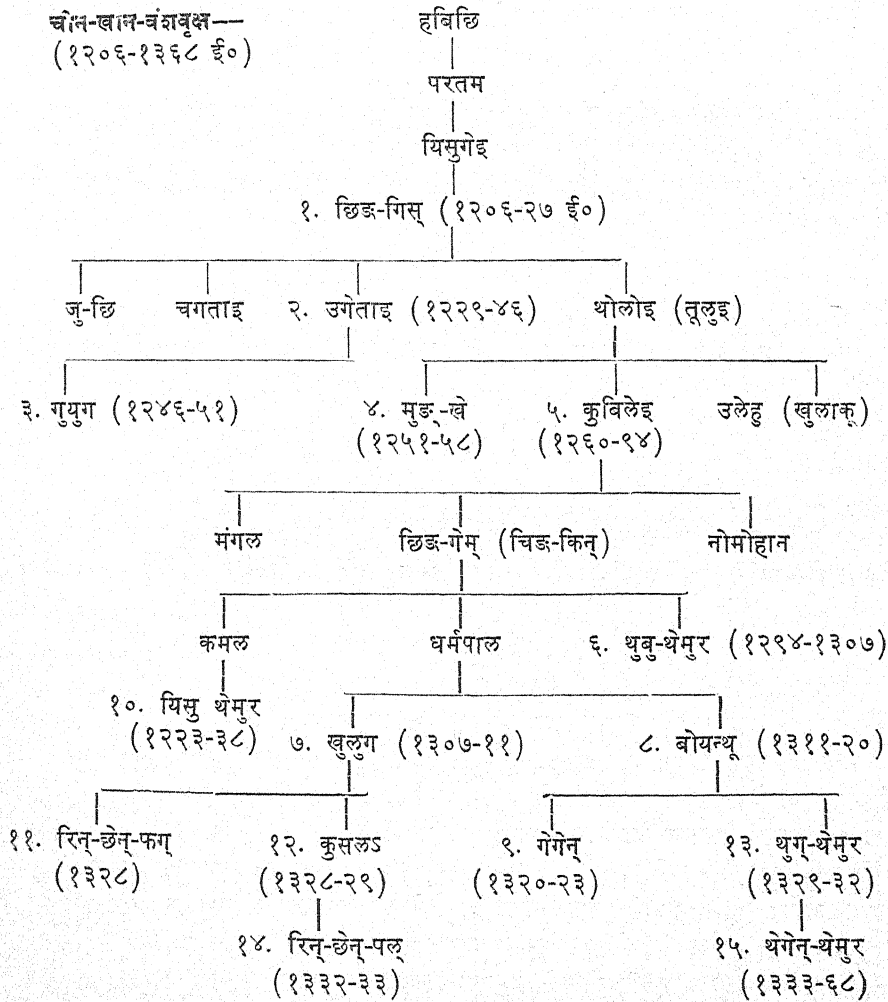 चीन-खान-वंशवृक्ष—
(१२०६-१३६८ ई०)
हबिछि
परतम
यिसुगेइ
१. छिङ-गिस् (१२०६-२७ ई०)
जु-छि चगताइ २. उगेताइ (१२२९-४६) थोलोइ (तूलुइ)
३. गुयुग (१२४६-५१) ४. मुङ्-खे ५. कुबिलेइ उलेहु (खुलाकू)
(१२५१-५८) (१२६०-९४)
मंगल छिङ-गेम् (चिङ-किन्) नोमोहान
कमल धर्मपाल ६. थुबु-थेमुर (१२९४-१३०७)
१०. यिसु थेमुर
(१२२३-३८) ७. खुलुग (१३०७-११) ८. बोयन्थू (१३११-२०)
११. रिन्-छेन्-फग् १२. कुसलऽ ९. गेगेन् १३. थुग्-थेमुर
(१३२८) (१३२८-२९) (१३२०-२३) (१३२९-३२)
१४. रिन्-छेन्-पल् १५. थेगेन्-थेमुर
(१३३२-३३) (१३३३-६८)